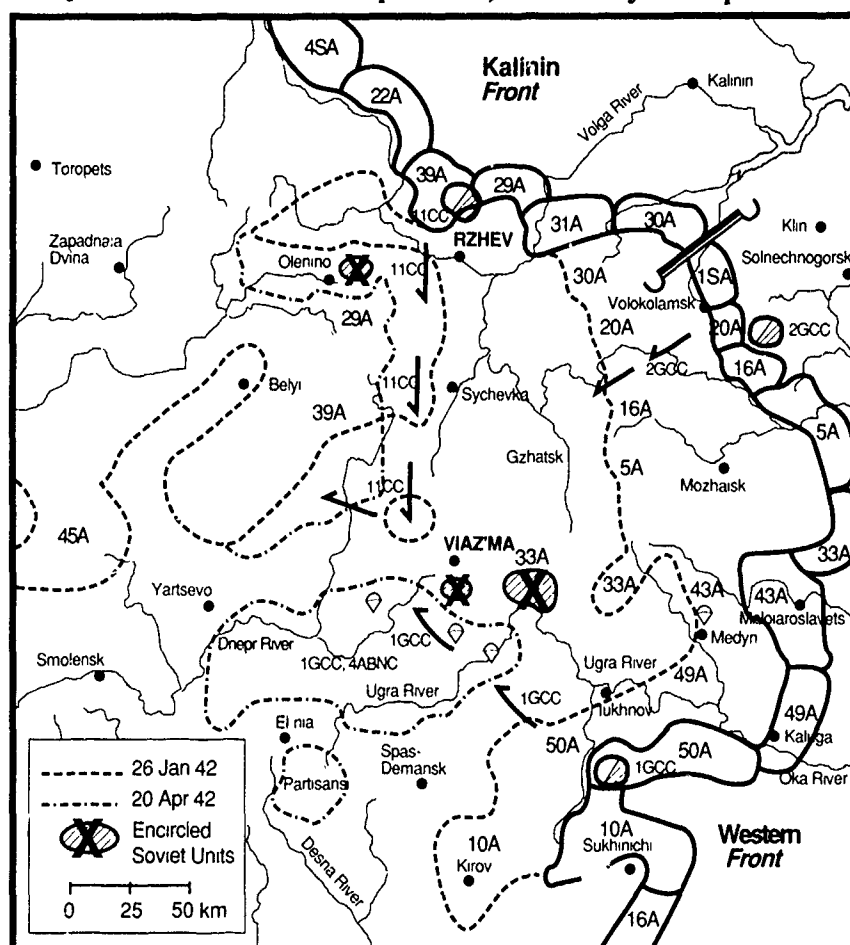 4SA
Kalinin
Front
22A
Kalinin
Volga River
Toropets
39A
29A
11CC
31A
30A
Klin
RZHEV
Zapadnaia
Dvina
Solnechnogorsk
Olenino
11CC
30A
1SA
Volokolamsk
29A
20A
20A
2GCC
16A
2GCC
11CC
Belyi
Sychevka
39A
16A
5A
Gzhatsk
5A
Mozhaisk
11CC
45A
VIAZ'MA
33A
33A
33A
43A
43A
Yartsevo
Maloiaroslavets
Dnepr River
1GCC
Medyn
1GCC, 4ABNC
Ugra River
Smolensk
49A
Ugra River
1GCC
Iukhnov
49A
Elnia
50A
Kaluga
50A
Spas-
Demansk
1GCC
Oka River
26 Jan 42
20 Apr 42
Encircled
Soviet Units
0 25 50 km
Partisans
Desna River
10A
Kirov
10A
Sukhinichi
Western
Front
16A